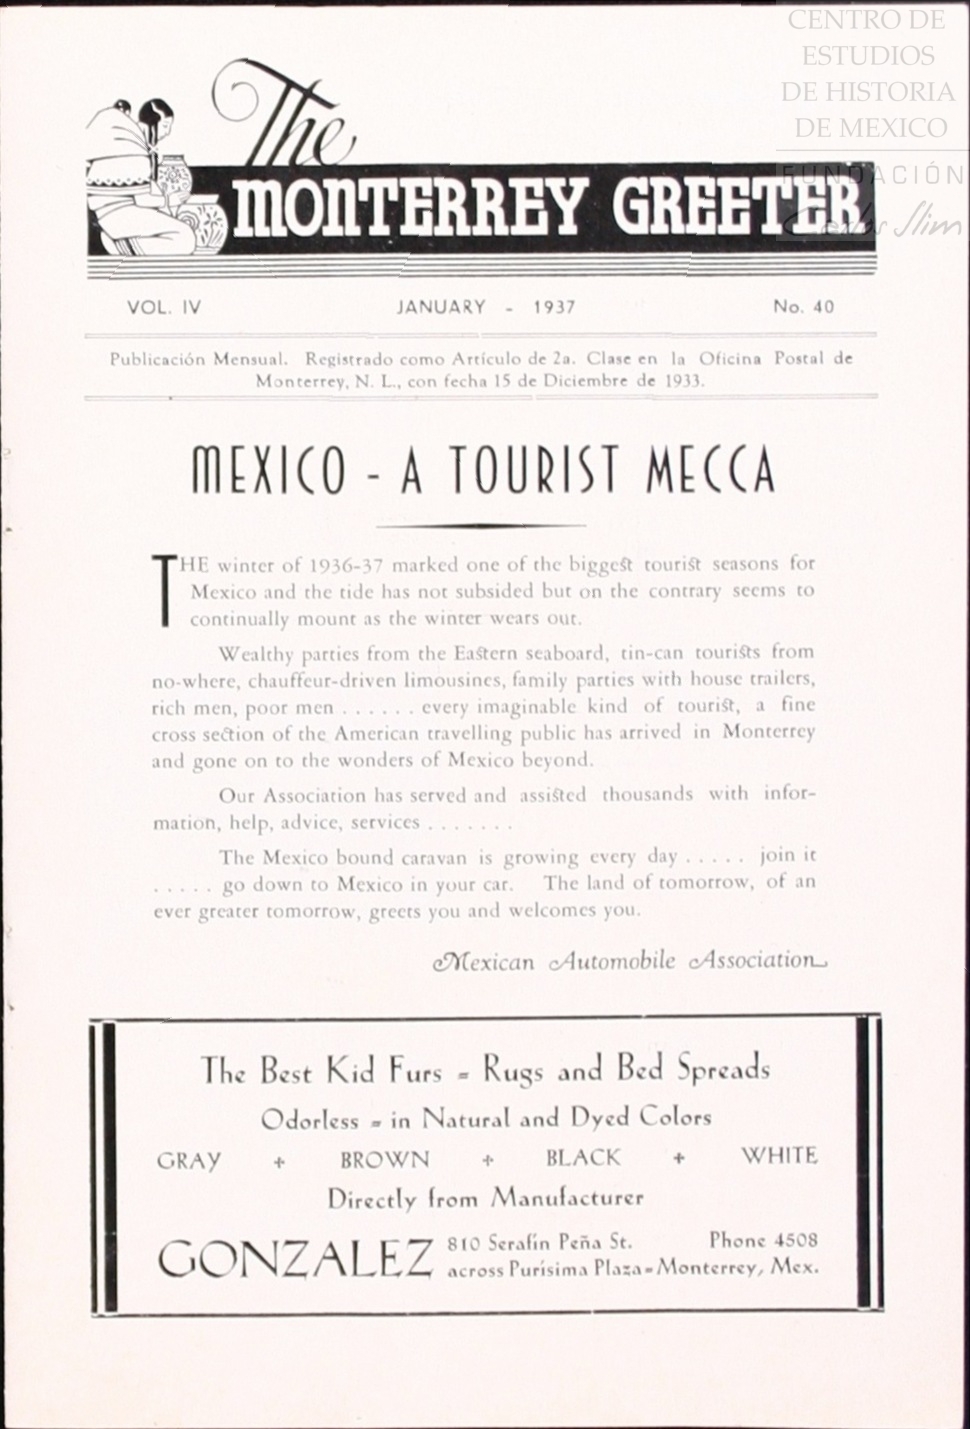 CENTRO DE
ESTUDIOS
DE HISTORIA
DE MEXICO
FUNDACIÓN
Carlos Slim
The
MONTERREY GREETER
VOL. IV JANUARY - 1937 No. 40
Publicación Mensual. Registrado como Artículo de 2a. Clase en la Oficina Postal de
Monterrey, N. L., con fecha 15 de Diciembre de 1933.
MEXICO - A TOURIST MECCA
THE winter of 1936-37 marked one of the biggest tourist seasons for
Mexico and the tide has not subsided but on the contrary seems to
continually mount as the winter wears out.
Wealthy parties from the Eastern seaboard, tin-can tourists from
no-where, chauffeur-driven limousines, family parties with house trailers,
rich men, poor men . . . . . . every imaginable kind of tourist, a fine
cross section of the American travelling public has arrived in Monterrey
and gone on to the wonders of Mexico beyond.
Our Association has served and assisted thousands with infor-
mation, help, advice, services . . . . . . .
The Mexico bound caravan is growing every day . . . . . join it
. . . . . go down to Mexico in your car. The land of tomorrow, of an
ever greater tomorrow, greets you and welcomes you.
Mexican Automobile Association
The Best Kid Furs - Rugs and Bed Spreads
Odorless - in Natural and Dyed Colors
GRAY + BROWN + BLACK + WHITE
Directly from Manufacturer
GONZALEZ 810 Serafín Peña St. Phone 4508
across Purísima Plaza - Monterrey, Mex.